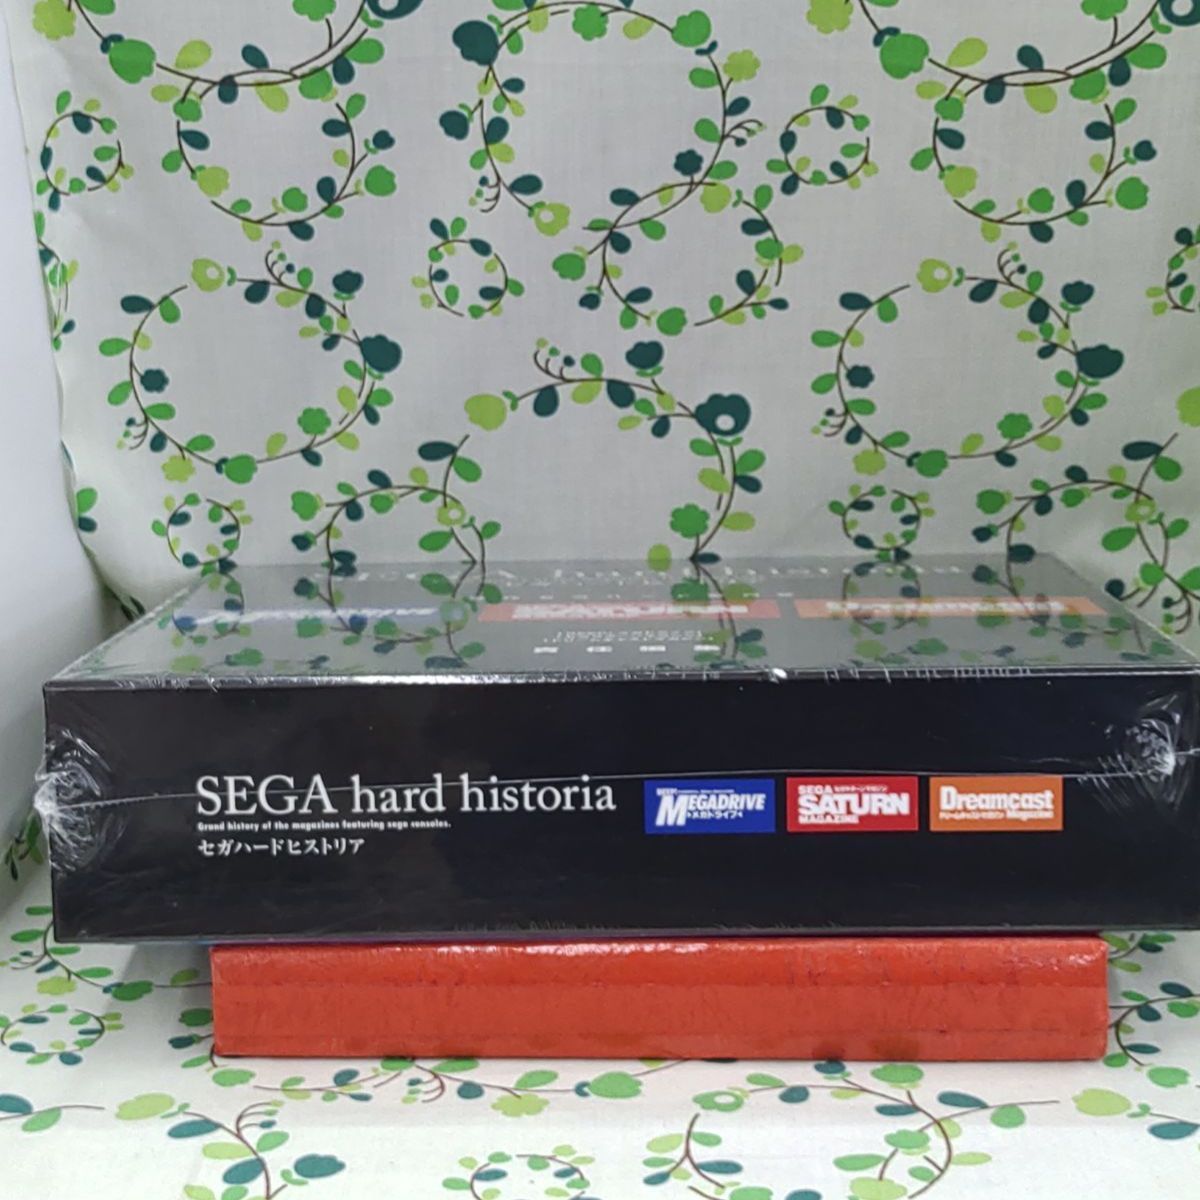 SEGA hard historia
Grand history of the magazines featuring sega consoles.
セガハードヒストリア
BEEP!
MEGADRIVE
メガドライブ
SEGA セガサターンマガジン
SATURN
MAGAZINE
Dreamcast
ドリームキャストマガジン Magazine